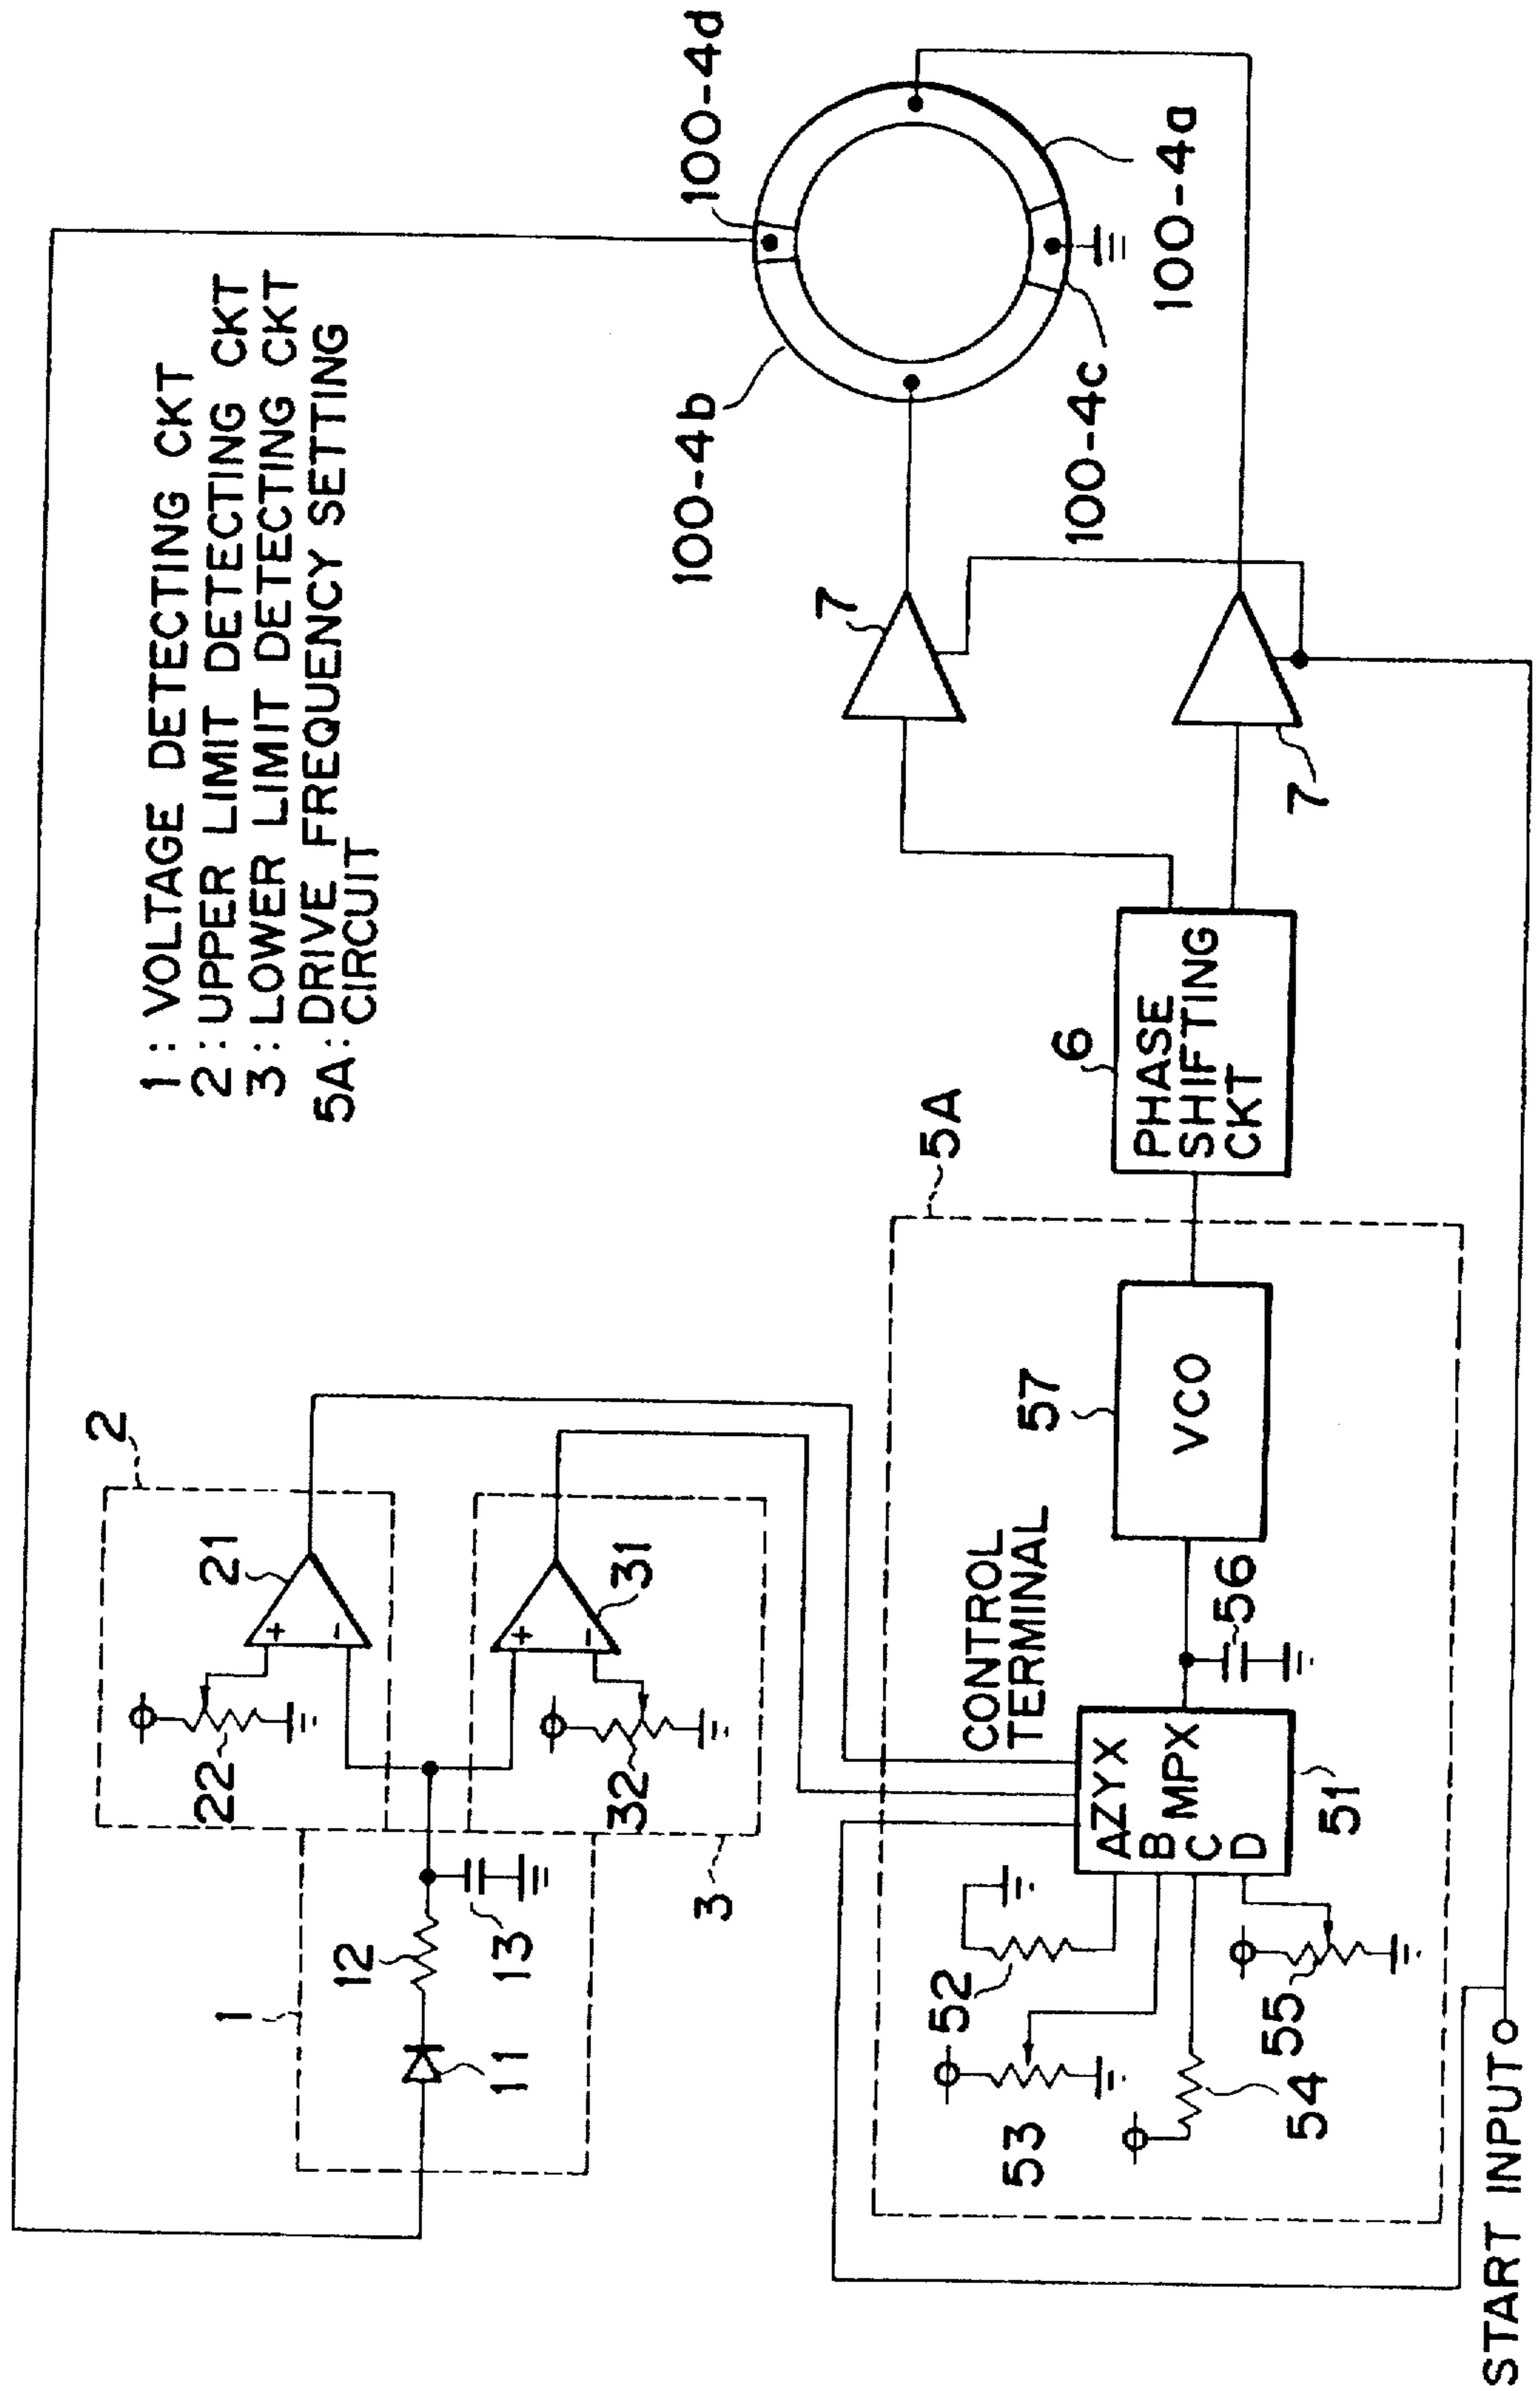 1 : VOLTAGE DETECTING CKT
2 : UPPER LIMIT DETECTING CKT
3 : LOWER LIMIT DETECTING CKT
5A : DRIVE FREQUENCY SETTING
CIRCUIT
1
11
12
13
2
21
22
+
-
3
31
32
+
-
5A
CONTROL
TERMINAL
AZYX
B
C
D
MPX
51
52
53
54
55
56
57
VCO
6
PHASE
SHIFTING
CKT
7
7
100-4d
100-4b
100-4c
100-4a
START INPUT